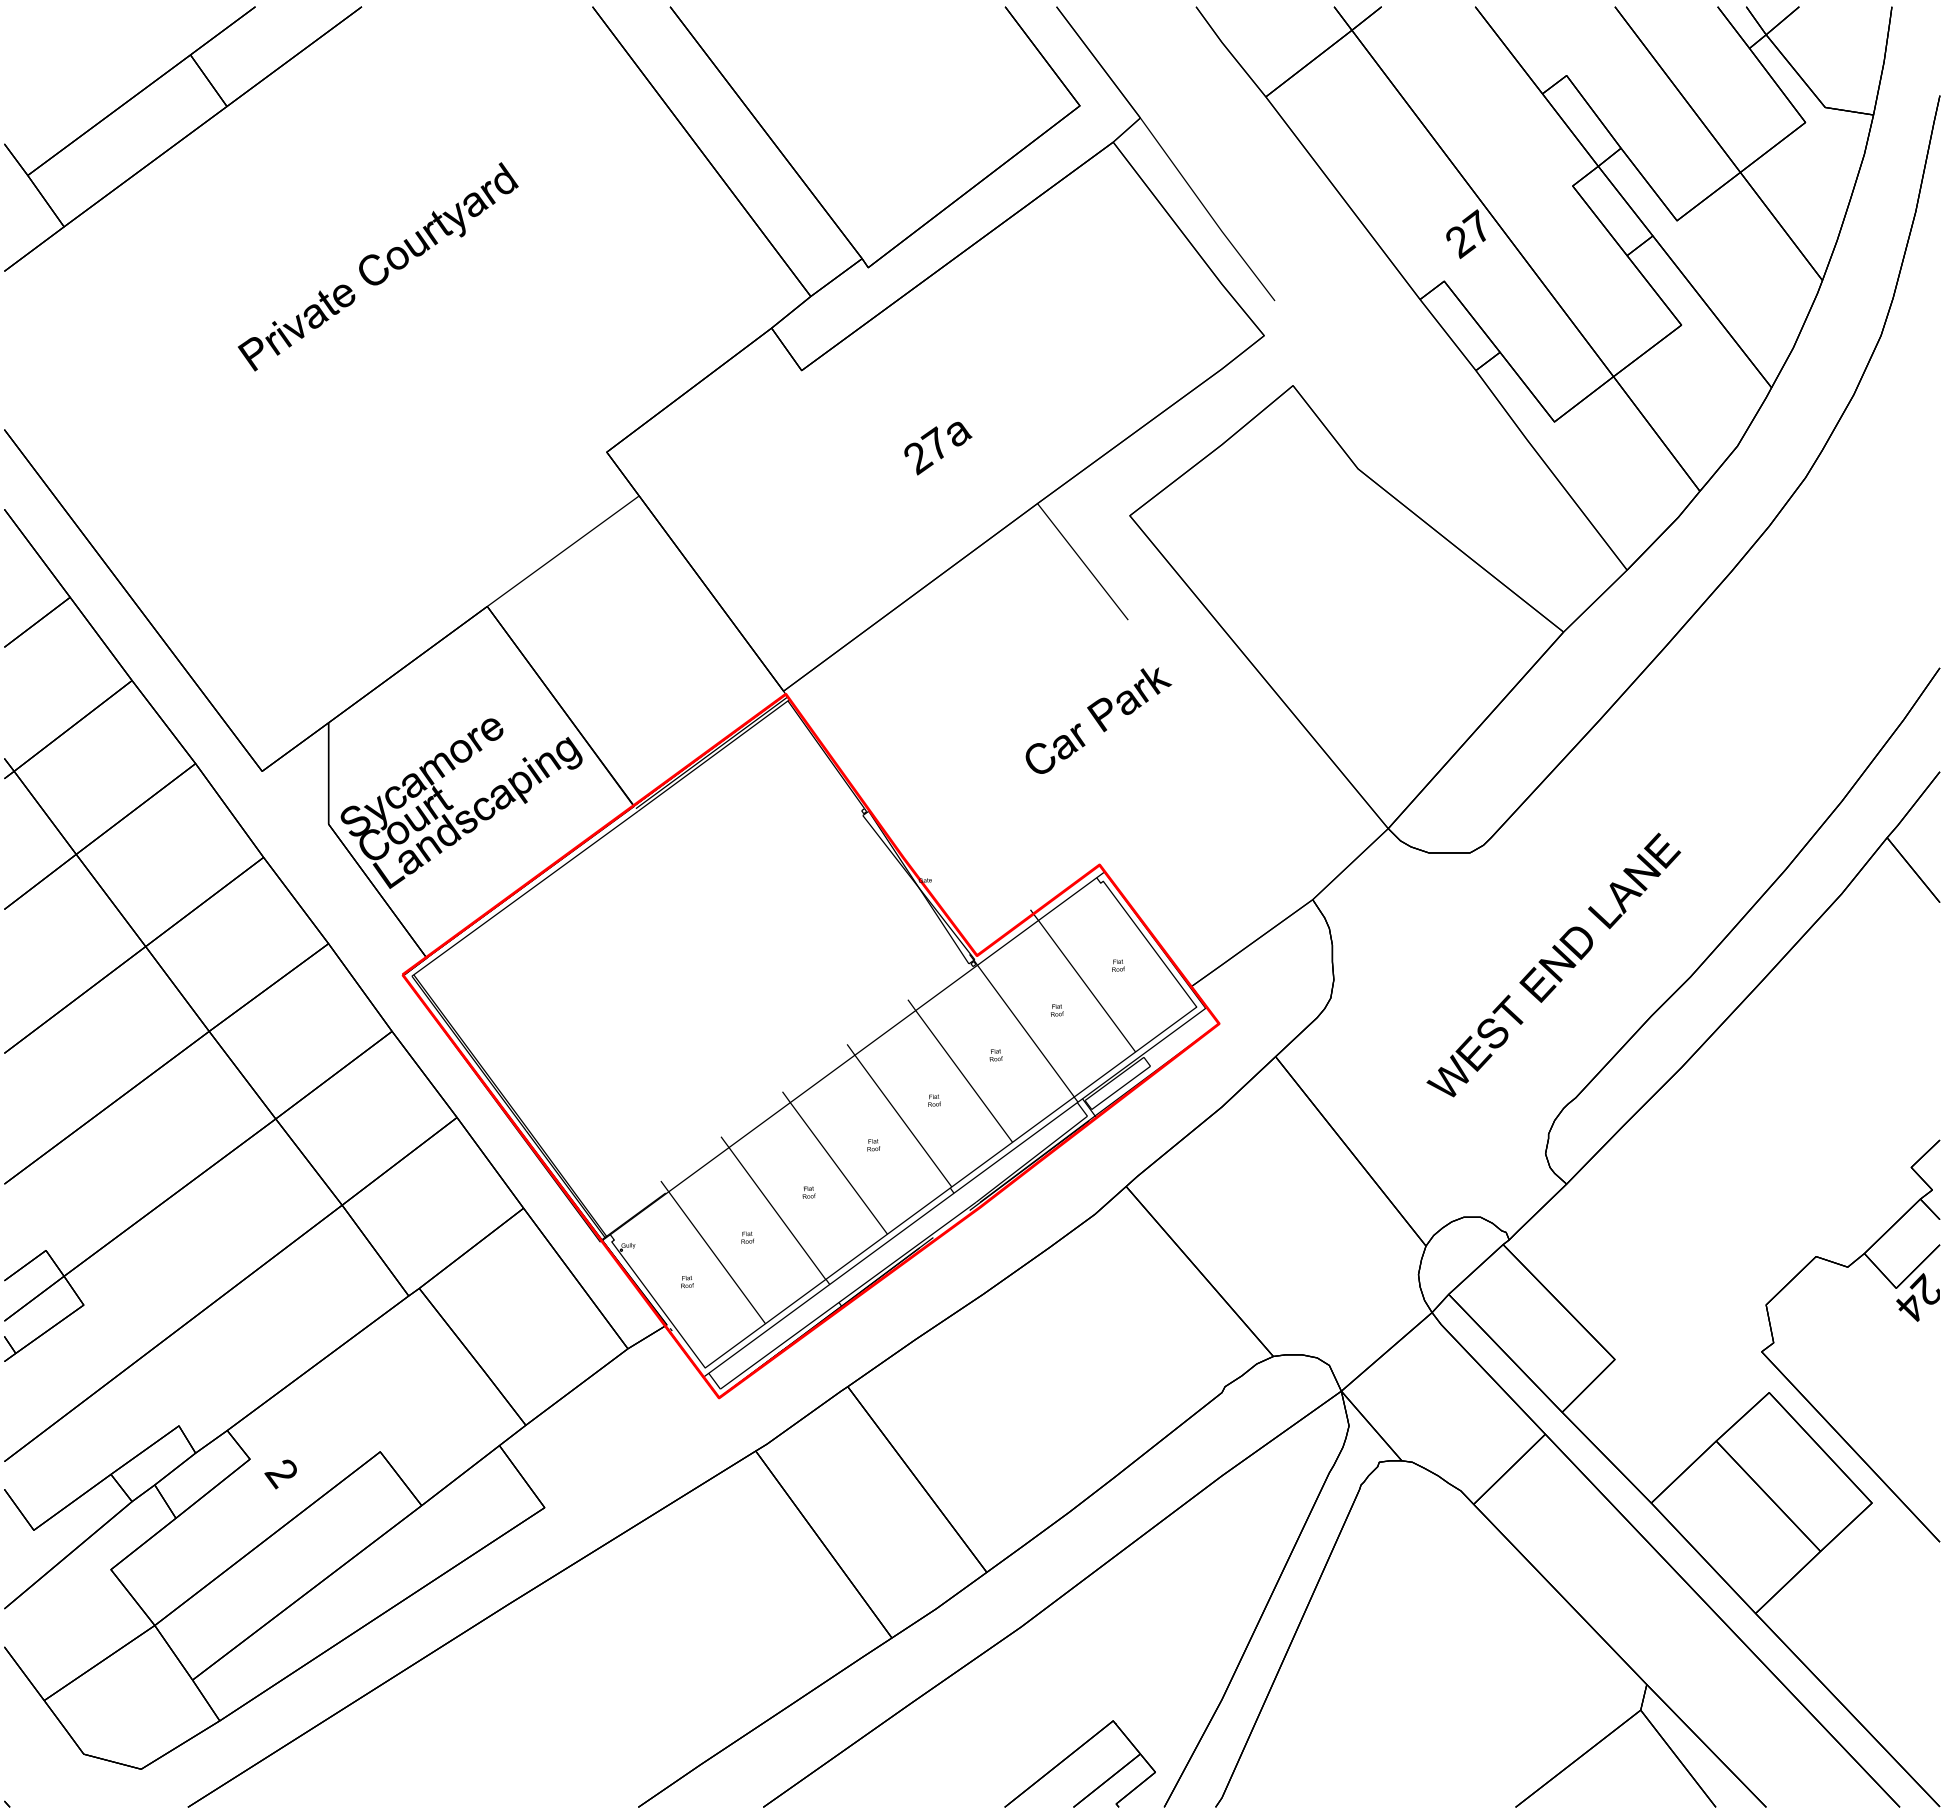 Private Courtyard
27
27a
Car Park
Sycamore
Court
Landscaping
WEST END LANE
Gate
Flat
Roof
Flat
Roof
Flat
Roof
Flat
Roof
Flat
Roof
Flat
Roof
Flat
Roof
Flat
Roof
Gully
24
2